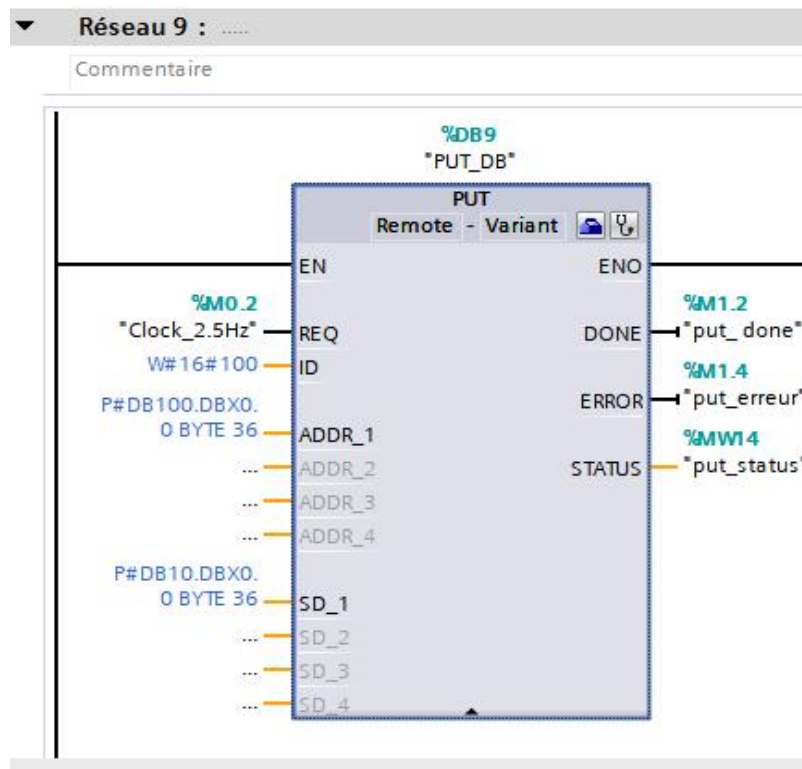 Réseau 9 : .....
Commentaire
%DB9
"PUT_DB"
PUT
Remote - Variant
EN
ENO
%M0.2
"Clock_2.5Hz"
REQ
%M1.2
DONE
"put_ done"
W#16#100
ID
%M1.4
ERROR
"put_erreur"
P#DB100.DBX0.
0 BYTE 36
ADDR_1
%MW14
STATUS
"put_status"
... ADDR_2
... ADDR_3
... ADDR_4
P#DB10.DBX0.
0 BYTE 36
SD_1
... SD_2
... SD_3
... SD_4